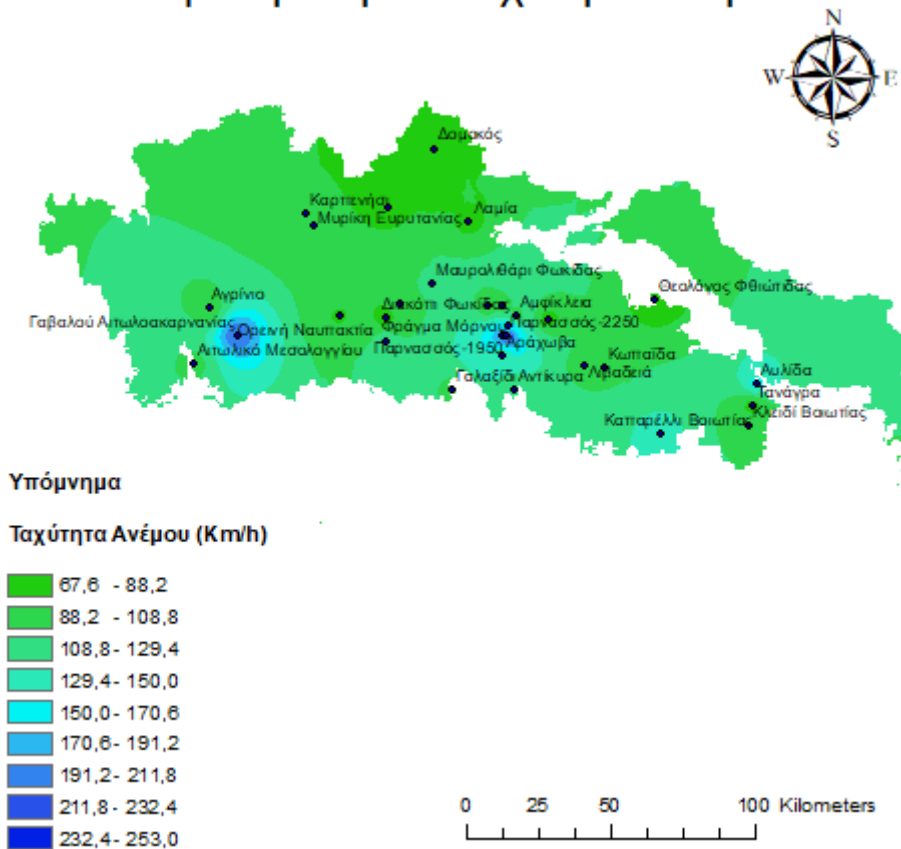 N
W E
S
Δομοκός
Καρπενήσι
Μυρίκη Ευρυτανίας
Λαμία
Μαυρολιθάρι Φωκίδας
Θεολόγος Φθιώτιδας
Αγρίνιο
Διακόπι Φωκίδας
Αμφίκλεια
Γαβαλού Αιτωλοακαρνανίας
Ορεινή Ναυπακτία
Φράγμα Μόρνου
Παρνασσός-2250
Αιτωλικό Μεσολογγίου
Παρνασσός-1950
Αράχωβα
Κωπαΐδα
Γαλαξίδι
Αντίκυρα
Λιβαδειά
Αυλίδα
Τανάγρα
Καπαρέλλι Βοιωτίας
Κλειδί Βοιωτίας
Υπόμνημα
Ταχύτητα Ανέμου (Km/h)
67,6 - 88,2
88,2 - 108,8
108,8 - 129,4
129,4 - 150,0
150,0 - 170,6
170,6 - 191,2
191,2 - 211,8
211,8 - 232,4
232,4 - 253,0
0 25 50 100 Kilometers